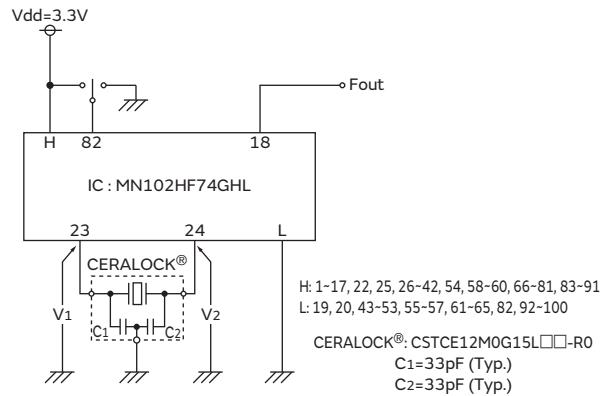 Vdd=3.3V
Fout
H 82 18
IC : MN102HF74GHL
23 24 L
CERALOCK®
V1 C1 C2 V2
H: 1~17, 22, 25, 26~42, 54, 58~60, 66~81, 83~91
L: 19, 20, 43~53, 55~57, 61~65, 82, 92~100
CERALOCK®: CSTCE12M0G15L□□-R0
C1=33pF (Typ.)
C2=33pF (Typ.)